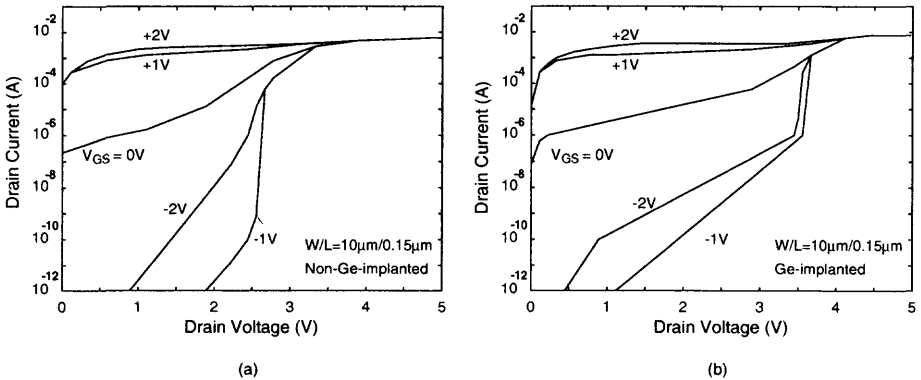 Drain Current (A)
10⁻²
10⁻⁴
10⁻⁶
10⁻⁸
10⁻¹⁰
10⁻¹²
+2V
+1V
V_GS = 0V
-2V
-1V
W/L=10μm/0.15μm
Non-Ge-implanted
0 1 2 3 4 5
Drain Voltage (V)
(a)
Drain Current (A)
10⁻²
10⁻⁴
10⁻⁶
10⁻⁸
10⁻¹⁰
10⁻¹²
+2V
+1V
V_GS = 0V
-2V
-1V
W/L=10μm/0.15μm
Ge-implanted
0 1 2 3 4 5
Drain Voltage (V)
(b)